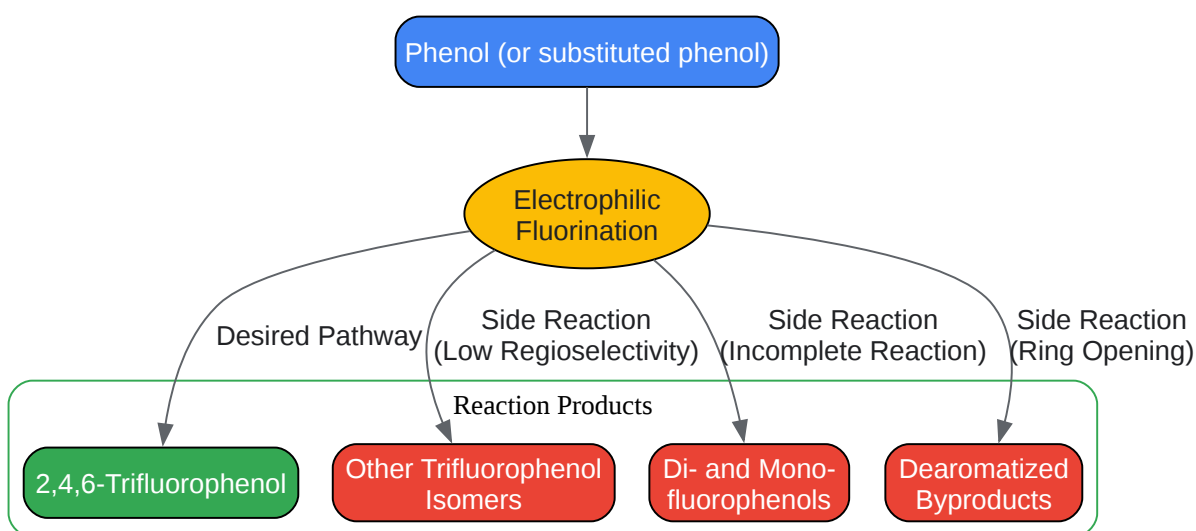 Phenol (or substituted phenol)
Electrophilic
Fluorination
Desired Pathway
Side Reaction
(Low Regioselectivity)
Side Reaction
(Incomplete Reaction)
Side Reaction
(Ring Opening)
Reaction Products
2,4,6-Trifluorophenol
Other Trifluorophenol
Isomers
Di- and Mono-
fluorophenols
Dearomatized
Byproducts